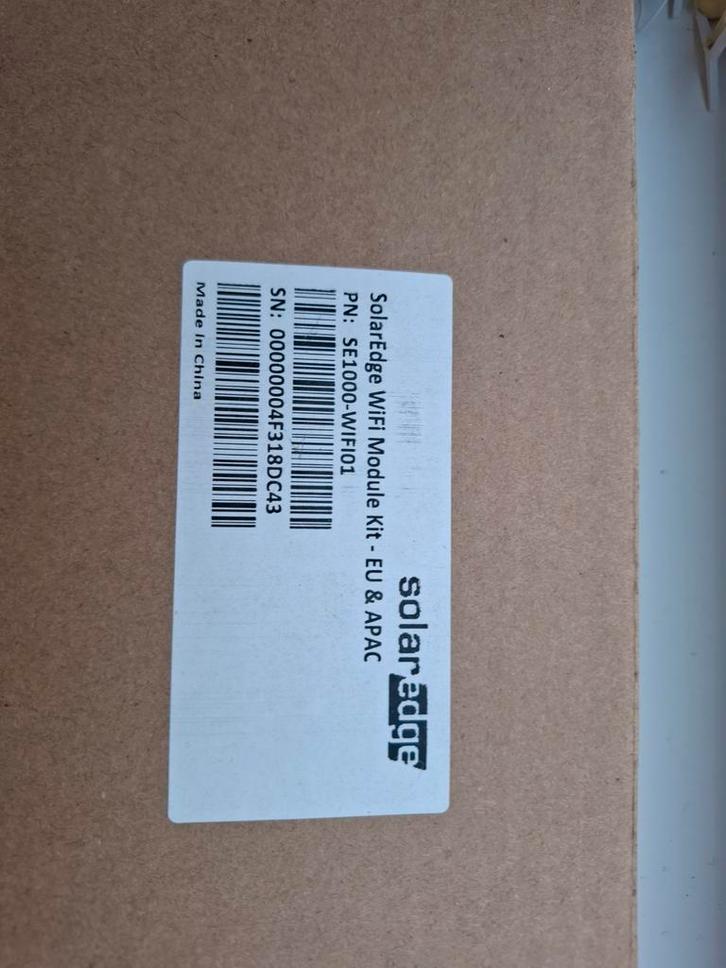 solaredge
SolarEdge WiFi Module Kit - EU & APAC
PN: SE1000-WIFI01
SN: 00000004F318DC43
Made In China